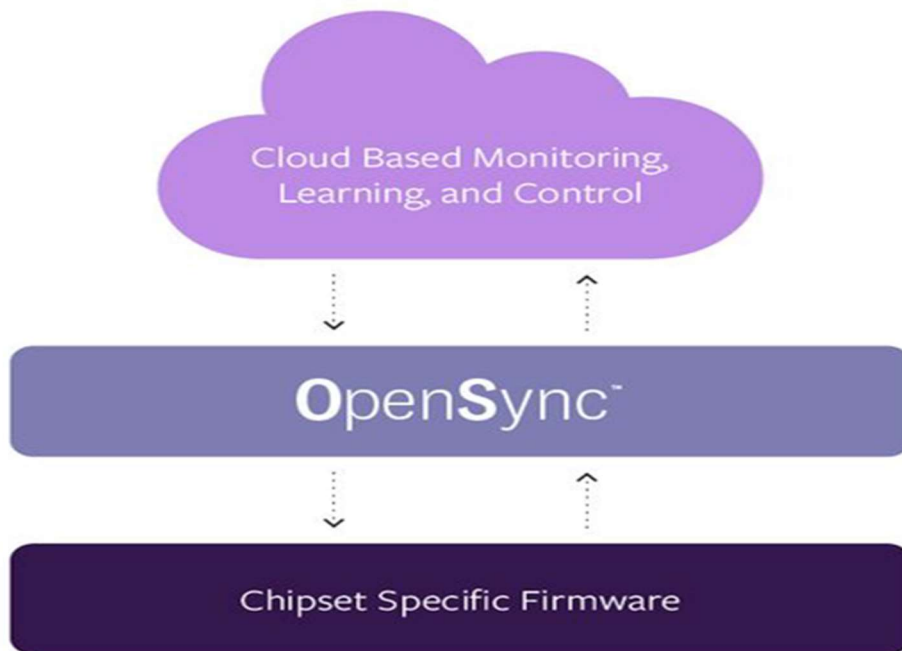 Cloud Based Monitoring,
Learning, and Control
OpenSync™
Chipset Specific Firmware